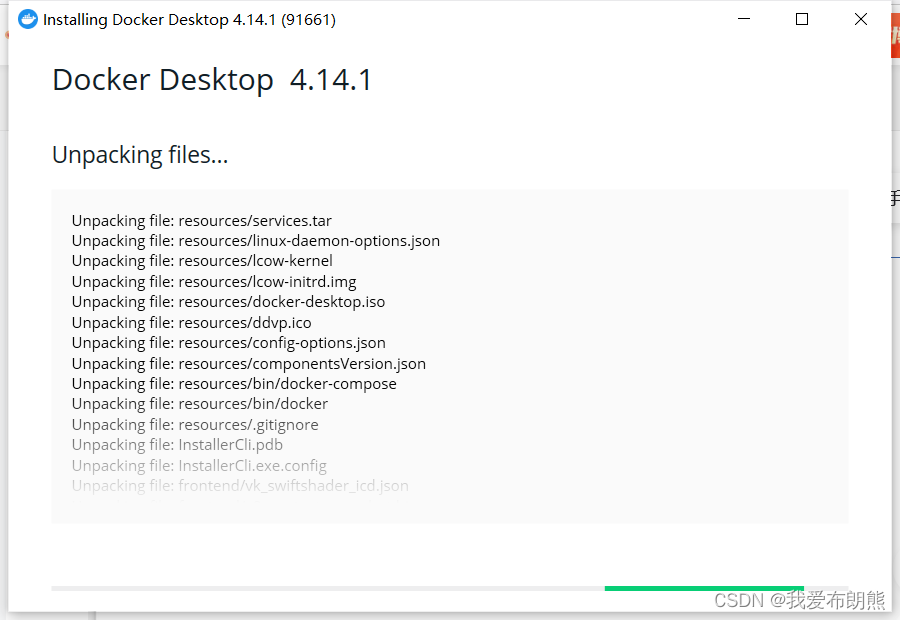 Installing Docker Desktop 4.14.1 (91661)
Docker Desktop 4.14.1
Unpacking files...
Unpacking file: resources/services.tar
Unpacking file: resources/linux-daemon-options.json
Unpacking file: resources/lcow-kernel
Unpacking file: resources/lcow-initrd.img
Unpacking file: resources/docker-desktop.iso
Unpacking file: resources/ddvp.ico
Unpacking file: resources/config-options.json
Unpacking file: resources/componentsVersion.json
Unpacking file: resources/bin/docker-compose
Unpacking file: resources/bin/docker
Unpacking file: resources/.gitignore
Unpacking file: InstallerCli.pdb
Unpacking file: InstallerCli.exe.config
Unpacking file: frontend/vk_swiftshader_icd.json
CSDN @我爱布朗熊